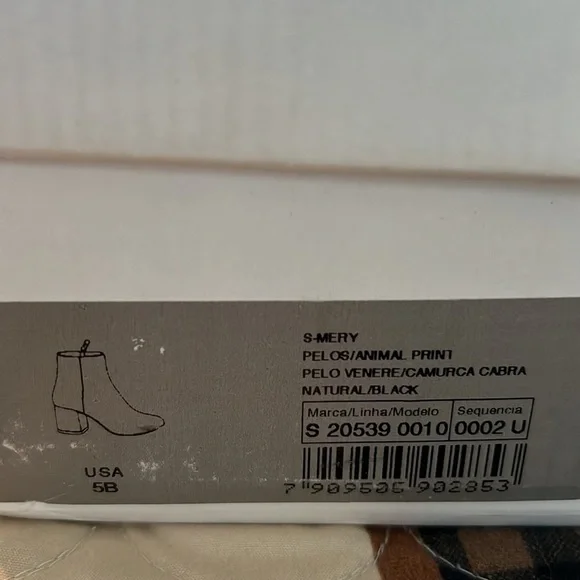 S-MERY
PELOS/ANIMAL PRINT
PELO VENERE/CAMURCA CABRA
NATURAL/BLACK
Marca/Linha/Modelo Sequencia
S 20539 0010 0002 U
7 909505 902853
USA
5B